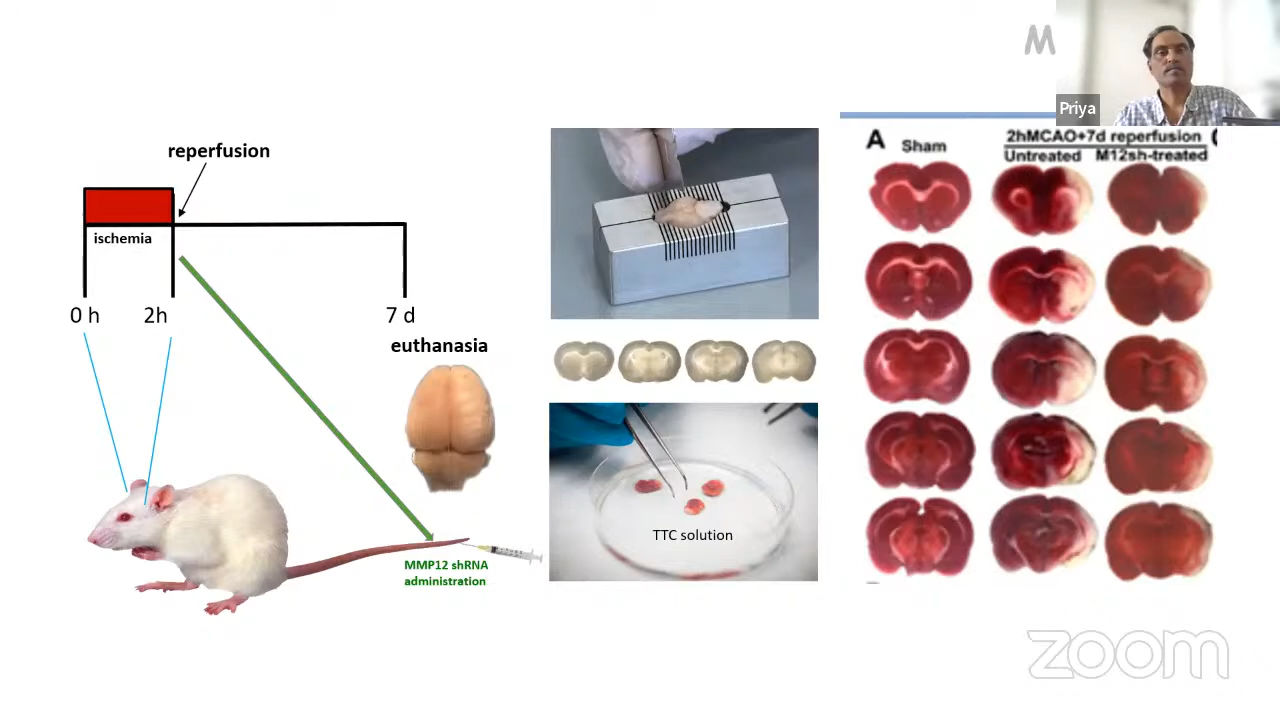 M
Priya
reperfusion
ischemia
0 h
2h
7 d
euthanasia
MMP12 shRNA
administration
TTC solution
A
Sham
2hMCAO+7d reperfusion
Untreated
M12sh-treated
zoom